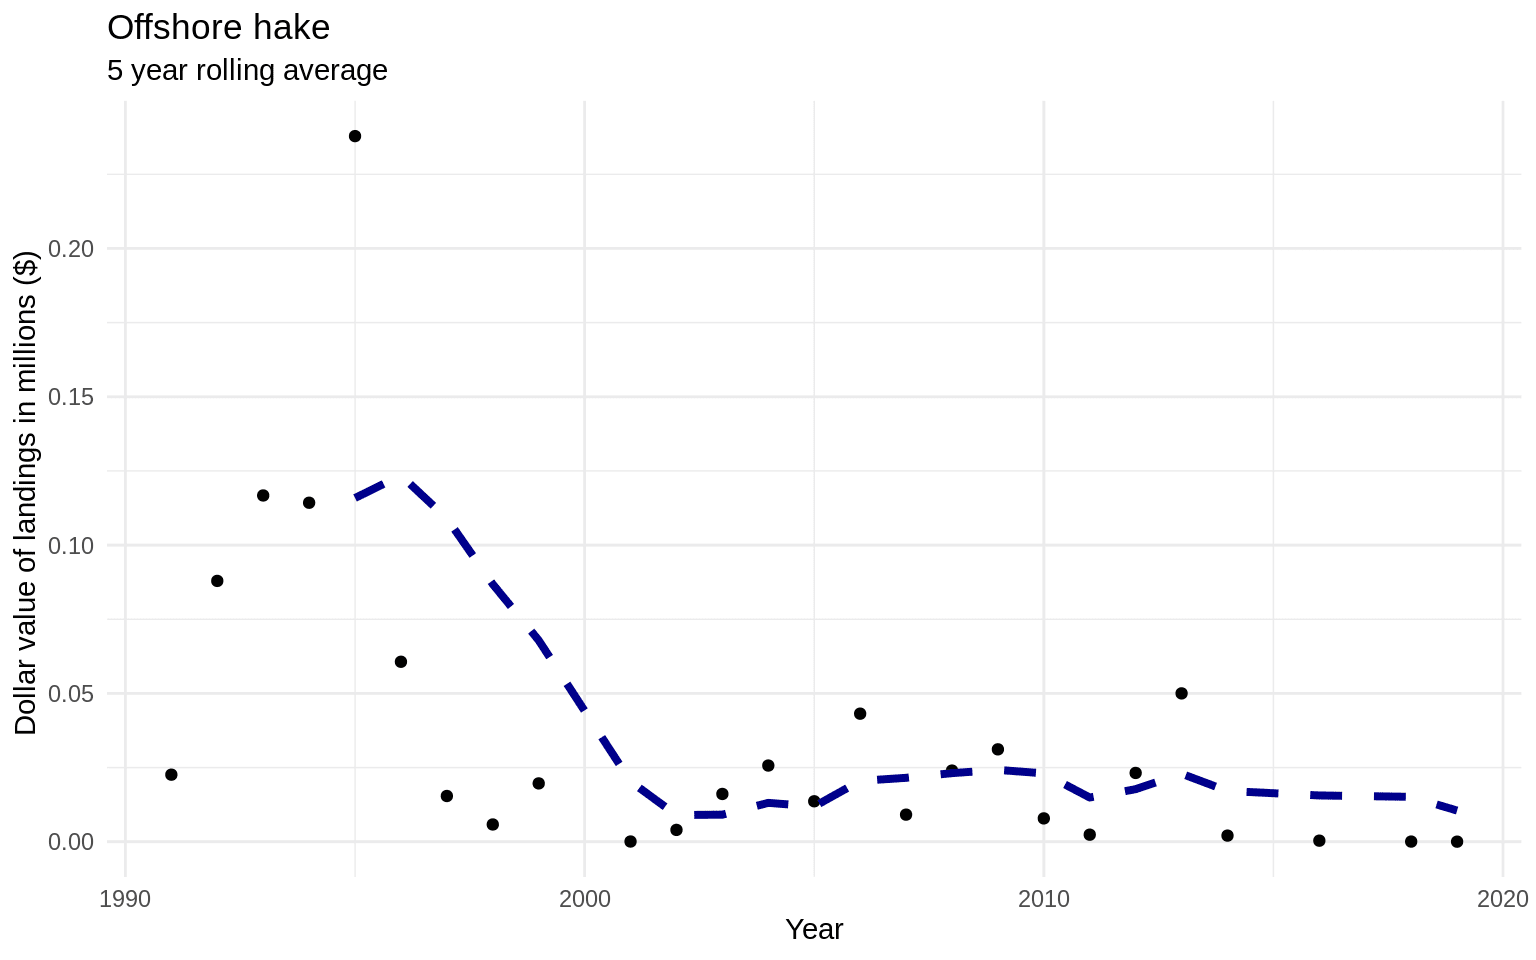 Offshore hake
5 year rolling average
Dollar value of landings in millions ($)
0.20
0.15
0.10
0.05
0.00
1990
2000
2010
2020
Year